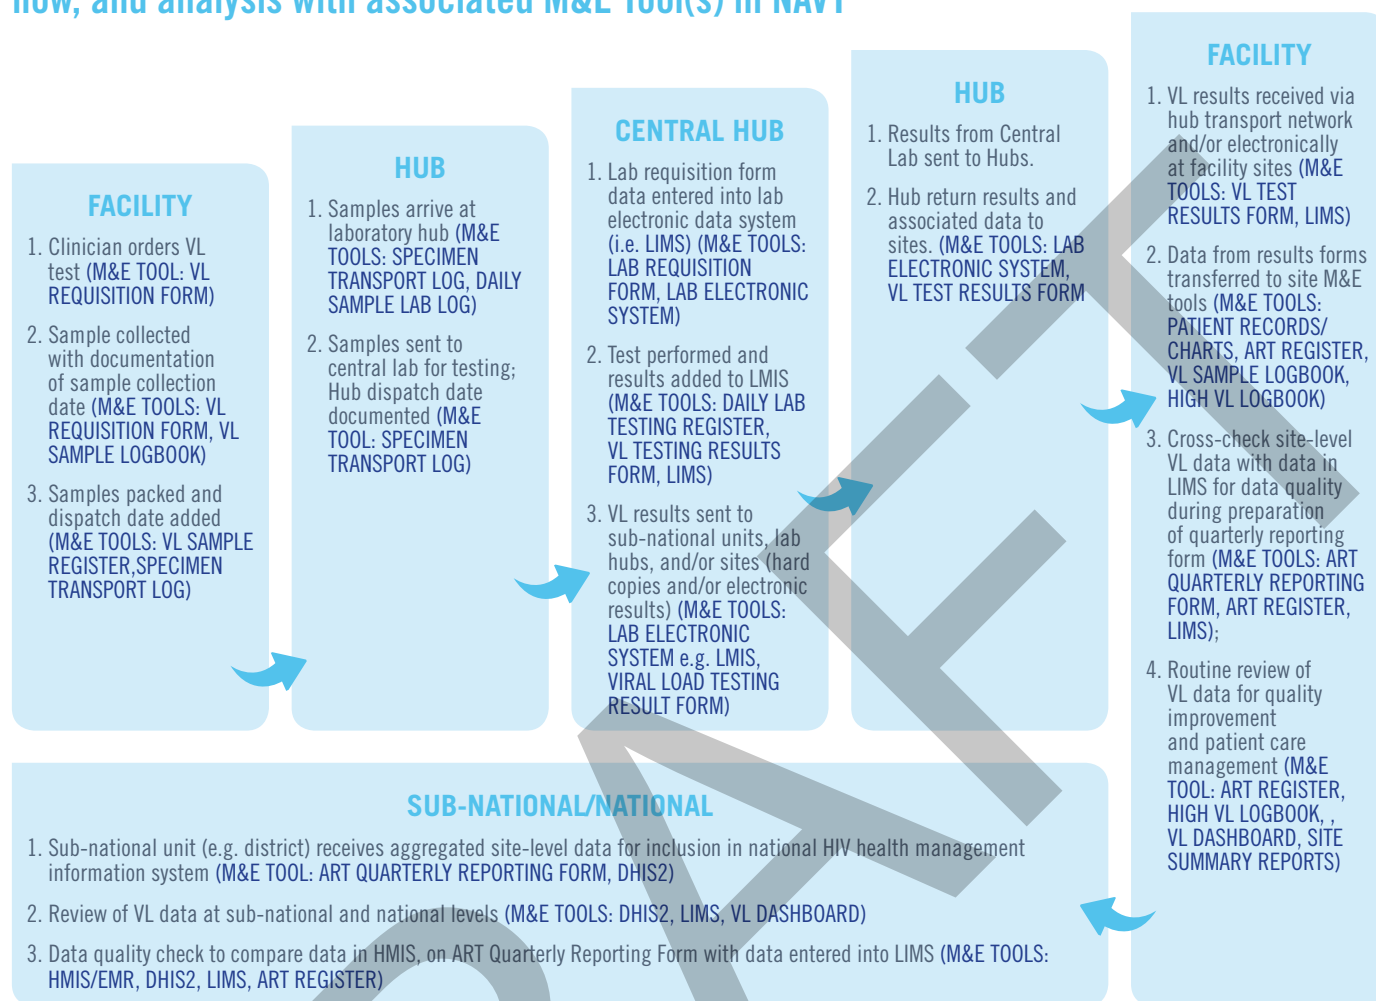 flow, and analysis with associated M&E Tool(s) in NAVT
FACILITY
1. Clinician orders VL
test (M&E TOOL: VL
REQUISITION FORM)
2. Sample collected
with documentation
of sample collection
date (M&E TOOLS: VL
REQUISITION FORM, VL
SAMPLE LOGBOOK)
3. Samples packed and
dispatch date added
(M&E TOOLS: VL SAMPLE
REGISTER,SPECIMEN
TRANSPORT LOG)
HUB
1. Samples arrive at
laboratory hub (M&E
TOOLS: SPECIMEN
TRANSPORT LOG, DAILY
SAMPLE LAB LOG)
2. Samples sent to
central lab for testing;
Hub dispatch date
documented (M&E
TOOL: SPECIMEN
TRANSPORT LOG)
CENTRAL HUB
1. Lab requisition form
data entered into lab
electronic data system
(i.e. LIMS) (M&E TOOLS:
LAB REQUISITION
FORM, LAB ELECTRONIC
SYSTEM)
2. Test performed and
results added to LMIS
(M&E TOOLS: DAILY LAB
TESTING REGISTER,
VL TESTING RESULTS
FORM, LIMS)
3. VL results sent to
sub-national units, lab
hubs, and/or sites (hard
copies and/or electronic
results) (M&E TOOLS:
LAB ELECTRONIC
SYSTEM e.g. LMIS,
VIRAL LOAD TESTING
RESULT FORM)
HUB
1. Results from Central
Lab sent to Hubs.
2. Hub return results and
associated data to
sites. (M&E TOOLS: LAB
ELECTRONIC SYSTEM,
VL TEST RESULTS FORM
FACILITY
1. VL results received via
hub transport network
and/or electronically
at facility sites (M&E
TOOLS: VL TEST
RESULTS FORM, LIMS)
2. Data from results forms
transferred to site M&E
tools (M&E TOOLS:
PATIENT RECORDS/
CHARTS, ART REGISTER,
VL SAMPLE LOGBOOK,
HIGH VL LOGBOOK)
3. Cross-check site-level
VL data with data in
LIMS for data quality
during preparation
of quarterly reporting
form (M&E TOOLS: ART
QUARTERLY REPORTING
FORM, ART REGISTER,
LIMS);
4. Routine review of
VL data for quality
improvement
and patient care
management (M&E
TOOL: ART REGISTER,
HIGH VL LOGBOOK, ,
VL DASHBOARD, SITE
SUMMARY REPORTS)
SUB-NATIONAL/NATIONAL
1. Sub-national unit (e.g. district) receives aggregated site-level data for inclusion in national HIV health management
information system (M&E TOOL: ART QUARTERLY REPORTING FORM, DHIS2)
2. Review of VL data at sub-national and national levels (M&E TOOLS: DHIS2, LIMS, VL DASHBOARD)
3. Data quality check to compare data in HMIS, on ART Quarterly Reporting Form with data entered into LIMS (M&E TOOLS:
HMIS/EMR, DHIS2, LIMS, ART REGISTER)